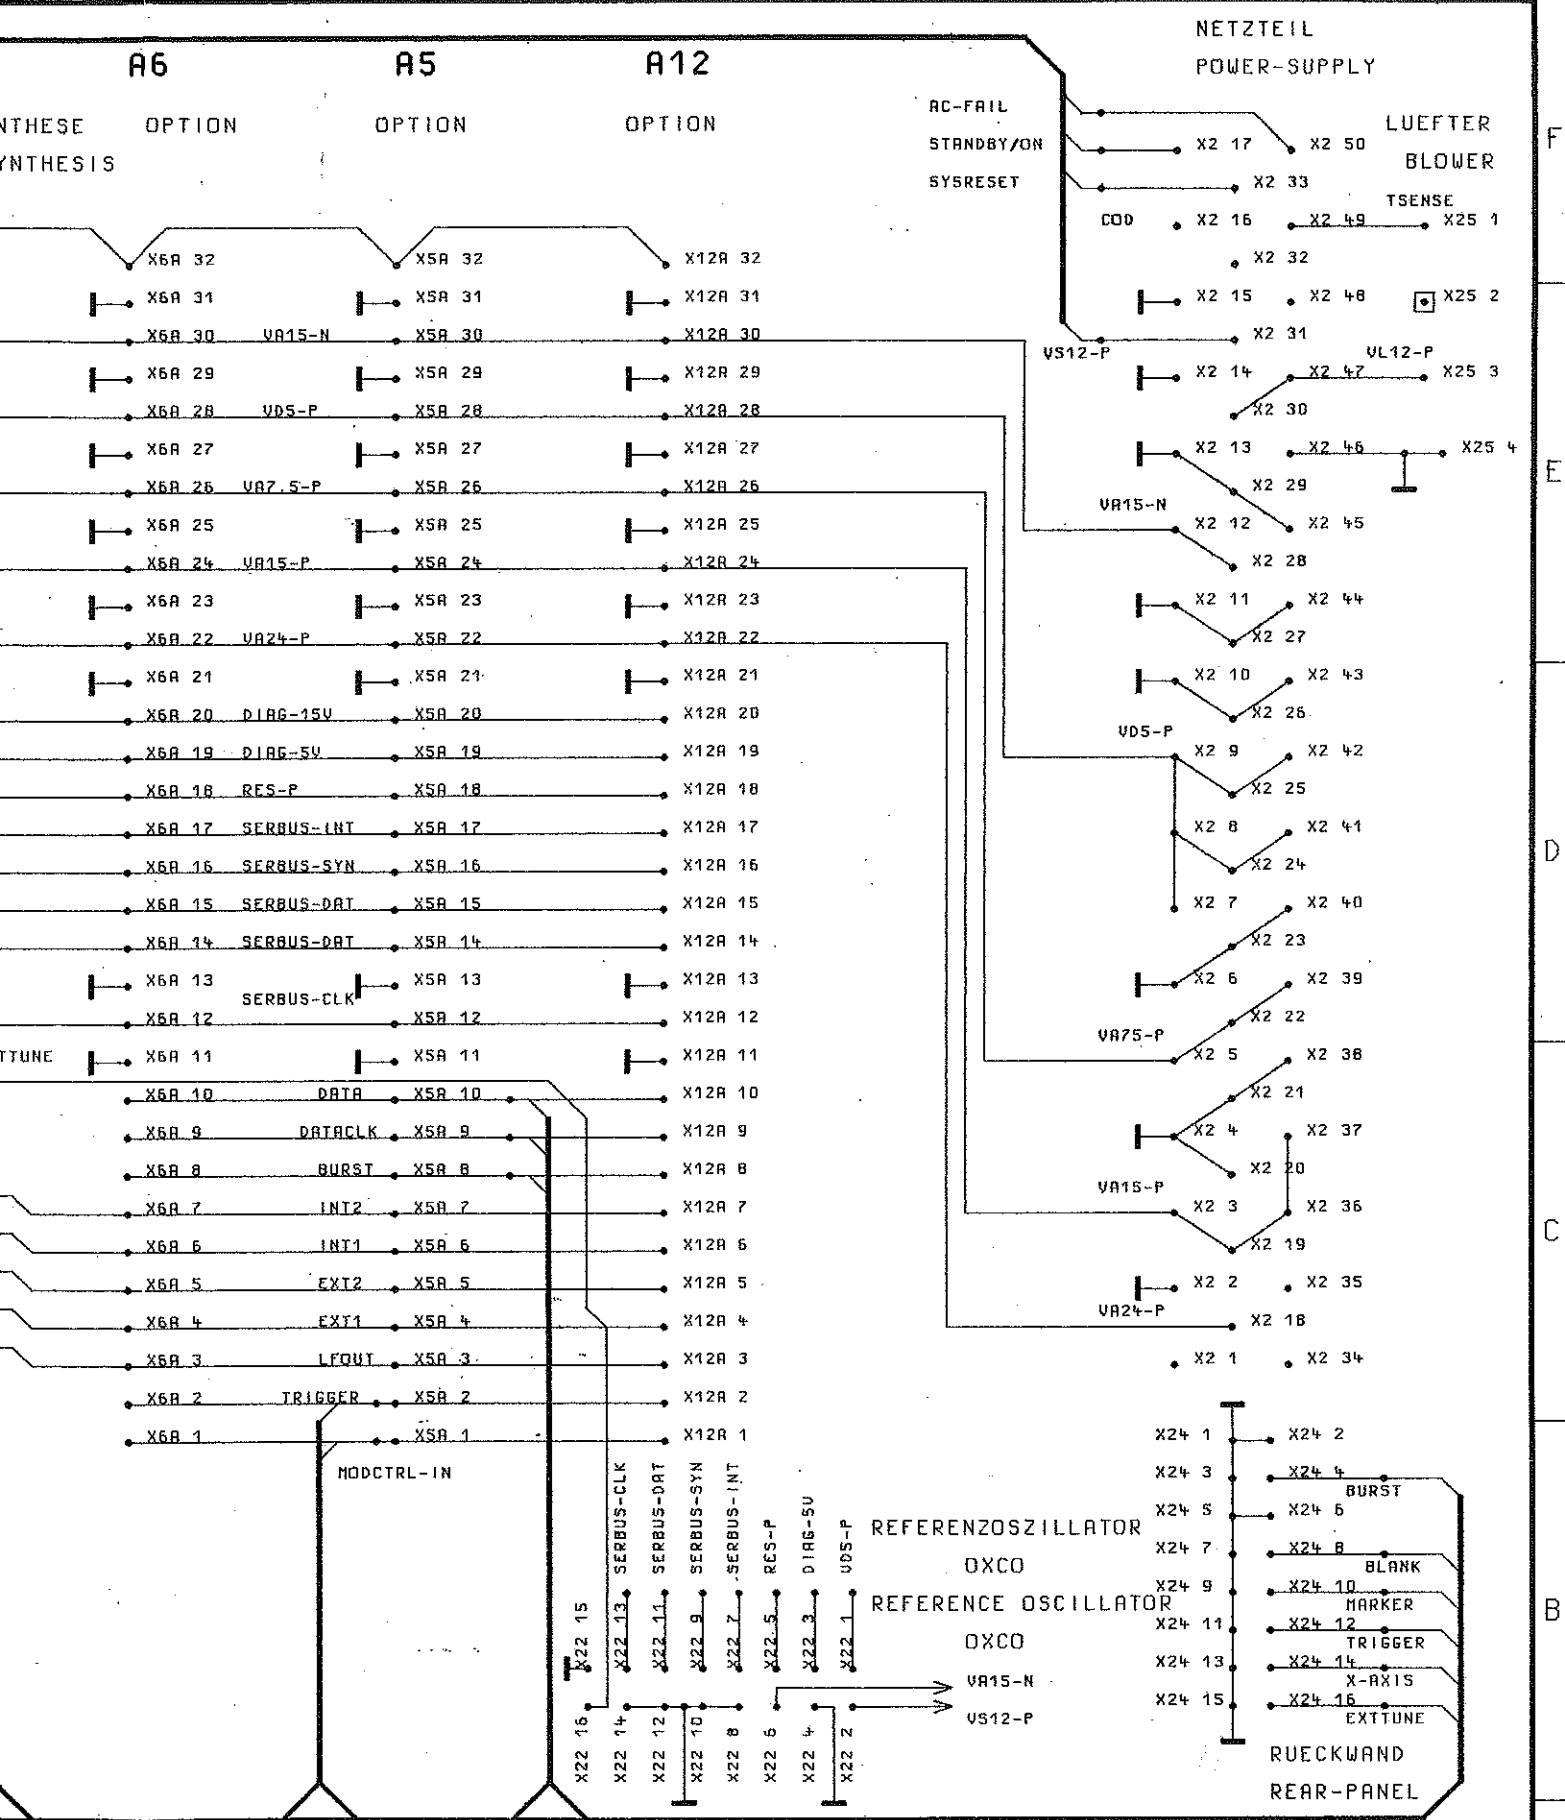 NETZTEIL
POWER-SUPPLY
A6
A5
A12
NTHESE
YNTHESIS
OPTION
OPTION
OPTION
AC-FAIL
STANDBY/ON
SYSRESET
COD
LUEFTER
BLOWER
TSENSE
X2 17
X2 50
X2 33
X2 16
X2 49
X25 1
X2 32
X2 15
X2 48
X25 2
X2 31
VS12-P
VL12-P
X2 14
X2 47
X25 3
X2 30
X2 13
X2 46
X25 4
X2 29
VA15-N
X2 12
X2 45
X2 28
X2 11
X2 44
X2 27
X2 10
X2 43
X2 26
VD5-P
X2 9
X2 42
X2 25
X2 8
X2 41
X2 24
X2 7
X2 40
X2 23
X2 6
X2 39
X2 22
VA75-P
X2 5
X2 38
X2 21
X2 4
X2 37
X2 20
VA15-P
X2 3
X2 36
X2 19
X2 2
X2 35
VA24-P
X2 18
X2 1
X2 34
X6A 32
X5A 32
X12A 32
X6A 31
X5A 31
X12A 31
X6A 30
VA15-N
X5A 30
X12A 30
X6A 29
X5A 29
X12A 29
X6A 28
VD5-P
X5A 28
X12A 28
X6A 27
X5A 27
X12A 27
X6A 26
VA7.5-P
X5A 26
X12A 26
X6A 25
X5A 25
X12A 25
X6A 24
VA15-P
X5A 24
X12A 24
X6A 23
X5A 23
X12A 23
X6A 22
VA24-P
X5A 22
X12A 22
X6A 21
X5A 21
X12A 21
X6A 20
DIAG-15V
X5A 20
X12A 20
X6A 19
DIAG-5V
X5A 19
X12A 19
X6A 18
RES-P
X5A 18
X12A 18
X6A 17
SERBUS-INT
X5A 17
X12A 17
X6A 16
SERBUS-SYN
X5A 16
X12A 16
X6A 15
SERBUS-DAT
X5A 15
X12A 15
X6A 14
SERBUS-DAT
X5A 14
X12A 14
X6A 13
X5A 13
X12A 13
SERBUS-CLK
X6A 12
X5A 12
X12A 12
TTUNE
X6A 11
X5A 11
X12A 11
X6A 10
DATA
X5A 10
X12A 10
X6A 9
DATACLK
X5A 9
X12A 9
X6A 8
BURST
X5A 8
X12A 8
X6A 7
INT2
X5A 7
X12A 7
X6A 6
INT1
X5A 6
X12A 6
X6A 5
EXT2
X5A 5
X12A 5
X6A 4
EXT1
X5A 4
X12A 4
X6A 3
LFOUT
X5A 3
X12A 3
X6A 2
TRIGGER
X5A 2
X12A 2
X6A 1
X5A 1
X12A 1
MODCTRL-IN
SERBUS-CLK
SERBUS-DAT
SERBUS-SYN
SERBUS-INT
RES-P
DIAG-5V
VD5-P
X22 15
X22 13
X22 11
X22 9
X22 7
X22 5
X22 3
X22 1
X22 16
X22 14
X22 12
X22 10
X22 8
X22 6
X22 4
X22 2
REFERENZOSZILLATOR
OXCO
REFERENCE OSCILLATOR
OXCO
VA15-N
VS12-P
X24 1
X24 2
X24 3
X24 4
BURST
X24 5
X24 6
X24 7
X24 8
BLANK
X24 9
X24 10
MARKER
X24 11
X24 12
TRIGGER
X24 13
X24 14
X-AXIS
X24 15
X24 16
EXTTUNE
RUECKWAND
REAR-PANEL
F
E
D
C
B